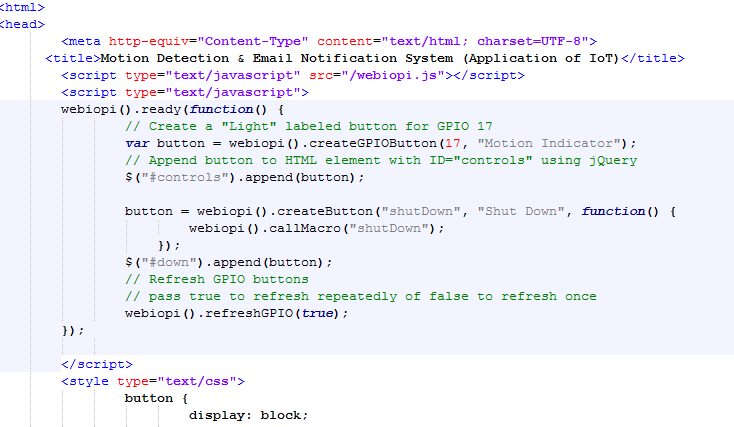 <html>
<head>
<meta http-equiv="Content-Type" content="text/html; charset=UTF-8">
<title>Motion Detection & Email Notification System (Application of IoT)</title>
<script type="text/javascript" src="/webiopi.js"></script>
<script type="text/javascript">
webiopi().ready(function() {
// Create a "Light" labeled button for GPIO 17
var button = webiopi().createGPIOButton(17, "Motion Indicator");
// Append button to HTML element with ID="controls" using jQuery
$("#controls").append(button);
button = webiopi().createButton("shutDown", "Shut Down", function() {
webiopi().callMacro("shutDown");
});
$("#down").append(button);
// Refresh GPIO buttons
// pass true to refresh repeatedly of false to refresh once
webiopi().refreshGPIO(true);
});
</script>
<style type="text/css">
button {
display: block;